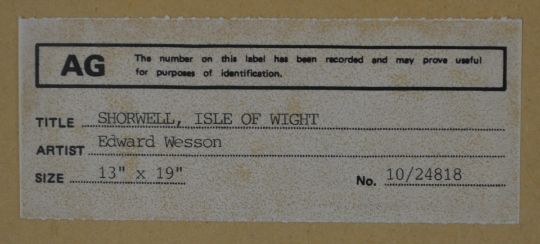 AG The number on this label has been recorded and may prove useful
for purposes of identification.
TITLE SHORWELL, ISLE OF WIGHT
ARTIST Edward Wesson
SIZE 13" x 19" No. 10/24818